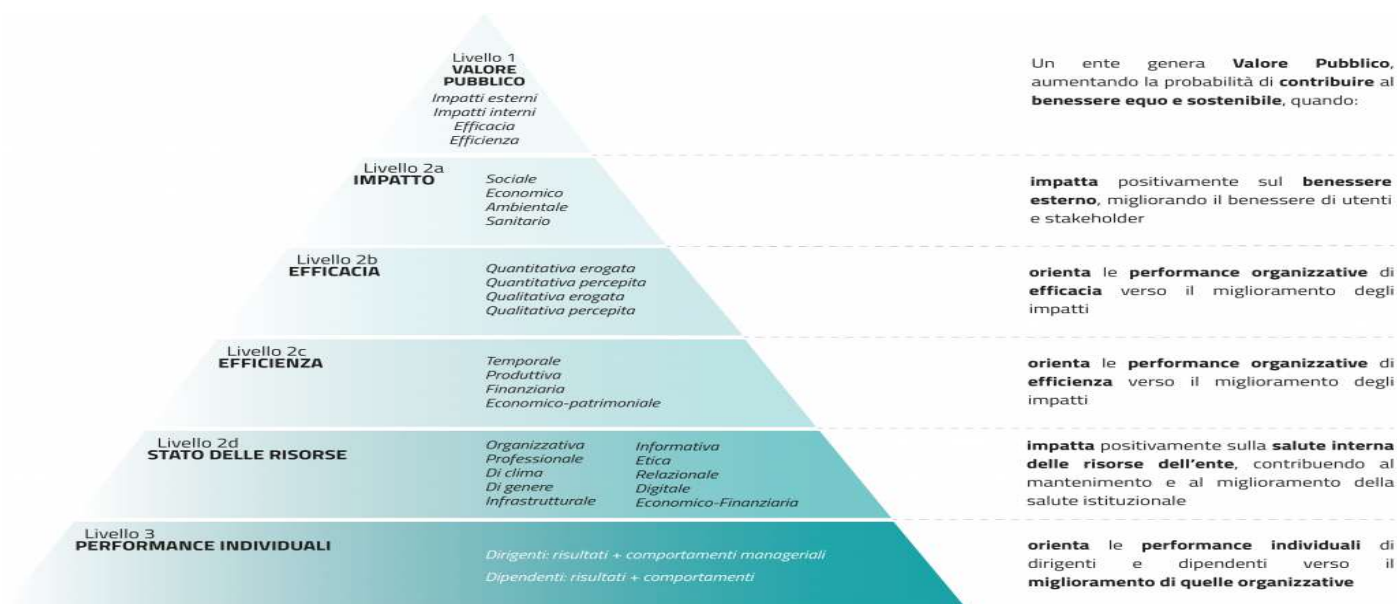 Livello 1
VALORE
PUBBLICO
Impatti esterni
Impatti interni
Efficacia
Efficienza
Un ente genera Valore Pubblico,
aumentando la probabilità di contribuire al
benessere equo e sostenibile, quando:
Livello 2a
IMPATTO
Sociale
Economico
Ambientale
Sanitario
impatta positivamente sul benessere
esterno, migliorando il benessere di utenti
e stakeholder
Livello 2b
EFFICACIA
Quantitativa erogata
Quantitativa percepita
Qualitativa erogata
Qualitativa percepita
orienta le performance organizzative di
efficacia verso il miglioramento degli
impatti
Livello 2c
EFFICIENZA
Temporale
Produttiva
Finanziaria
Economico-patrimoniale
orienta le performance organizzative di
efficienza verso il miglioramento degli
impatti
Livello 2d
STATO DELLE RISORSE
Organizzativa
Professionale
Di clima
Di genere
Infrastrutturale
Informativa
Etica
Relazionale
Digitale
Economico-Finanziaria
impatta positivamente sulla salute interna
delle risorse dell'ente, contribuendo al
mantenimento e al miglioramento della
salute istituzionale
Livello 3
PERFORMANCE INDIVIDUALI
Dirigenti: risultati + comportamenti manageriali
Dipendenti: risultati + comportamenti
orienta le performance individuali di
dirigenti e dipendenti verso il
miglioramento di quelle organizzative